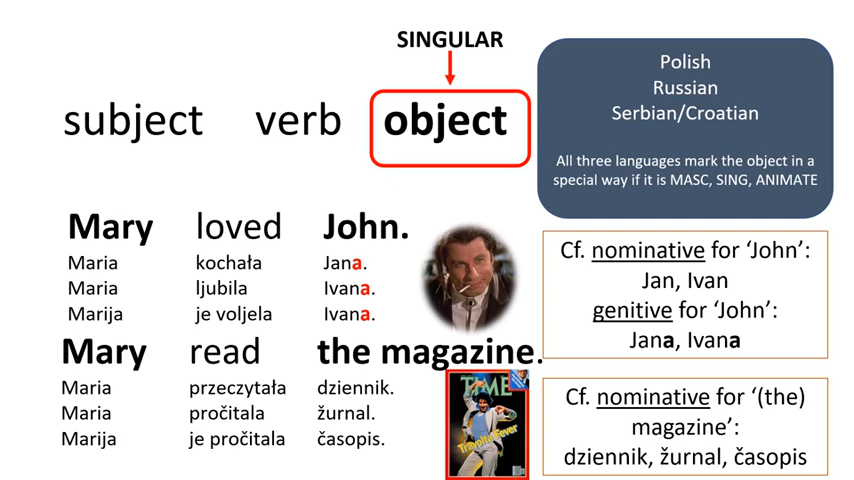 SINGULAR
subject verb object
Polish
Russian
Serbian/Croatian
All three languages mark the object in a
special way if it is MASC, SING, ANIMATE
Mary loved John.
Maria kochała Jana.
Maria ljubila Ivana.
Marija je voljela Ivana.
Mary read the magazine.
Maria przeczytała dziennik.
Maria pročitala žurnal.
Marija je pročitala časopis.
TIME
Travolta Fever
Cf. nominative for ‘John’:
Jan, Ivan
genitive for ‘John’:
Jana, Ivana
Cf. nominative for ‘(the)
magazine’:
dziennik, žurnal, časopis